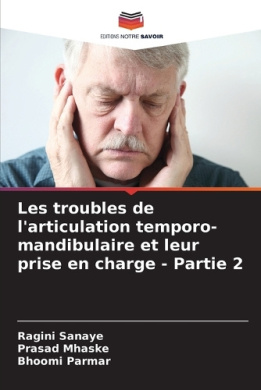 EDITIONS NOTRE SAVOIR
Les troubles de
l'articulation temporo-
mandibulaire et leur
prise en charge - Partie 2
Ragini Sanaye
Prasad Mhaske
Bhoomi Parmar